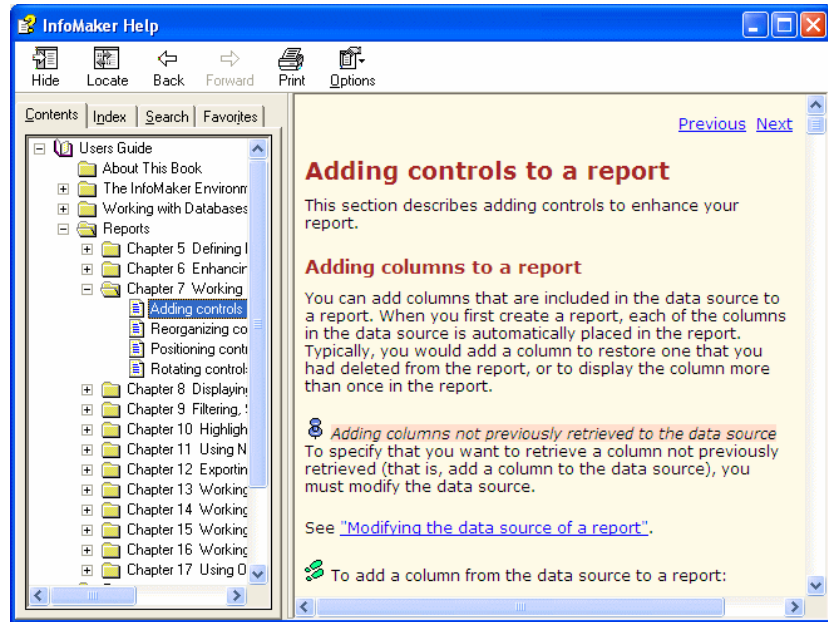 InfoMaker Help
Hide Locate Back Forward Print Options
Contents Index Search Favorites
Users Guide
About This Book
The InfoMaker Environm
Working with Databases
Reports
Chapter 5 Defining
Chapter 6 Enhancin
Chapter 7 Working
Adding controls
Reorganizing co
Positioning cont
Rotating control
Chapter 8 Displaying
Chapter 9 Filtering,
Chapter 10 Highligh
Chapter 11 Using N
Chapter 12 Exportin
Chapter 13 Working
Chapter 14 Working
Chapter 15 Working
Chapter 16 Working
Chapter 17 Using O
Previous Next
Adding controls to a report
This section describes adding controls to enhance your
report.
Adding columns to a report
You can add columns that are included in the data source to
a report. When you first create a report, each of the columns
in the data source is automatically placed in the report.
Typically, you would add a column to restore one that you
had deleted from the report, or to display the column more
than once in the report.
Adding columns not previously retrieved to the data source
To specify that you want to retrieve a column not previously
retrieved (that is, add a column to the data source), you
must modify the data source.
See "Modifying the data source of a report".
To add a column from the data source to a report: